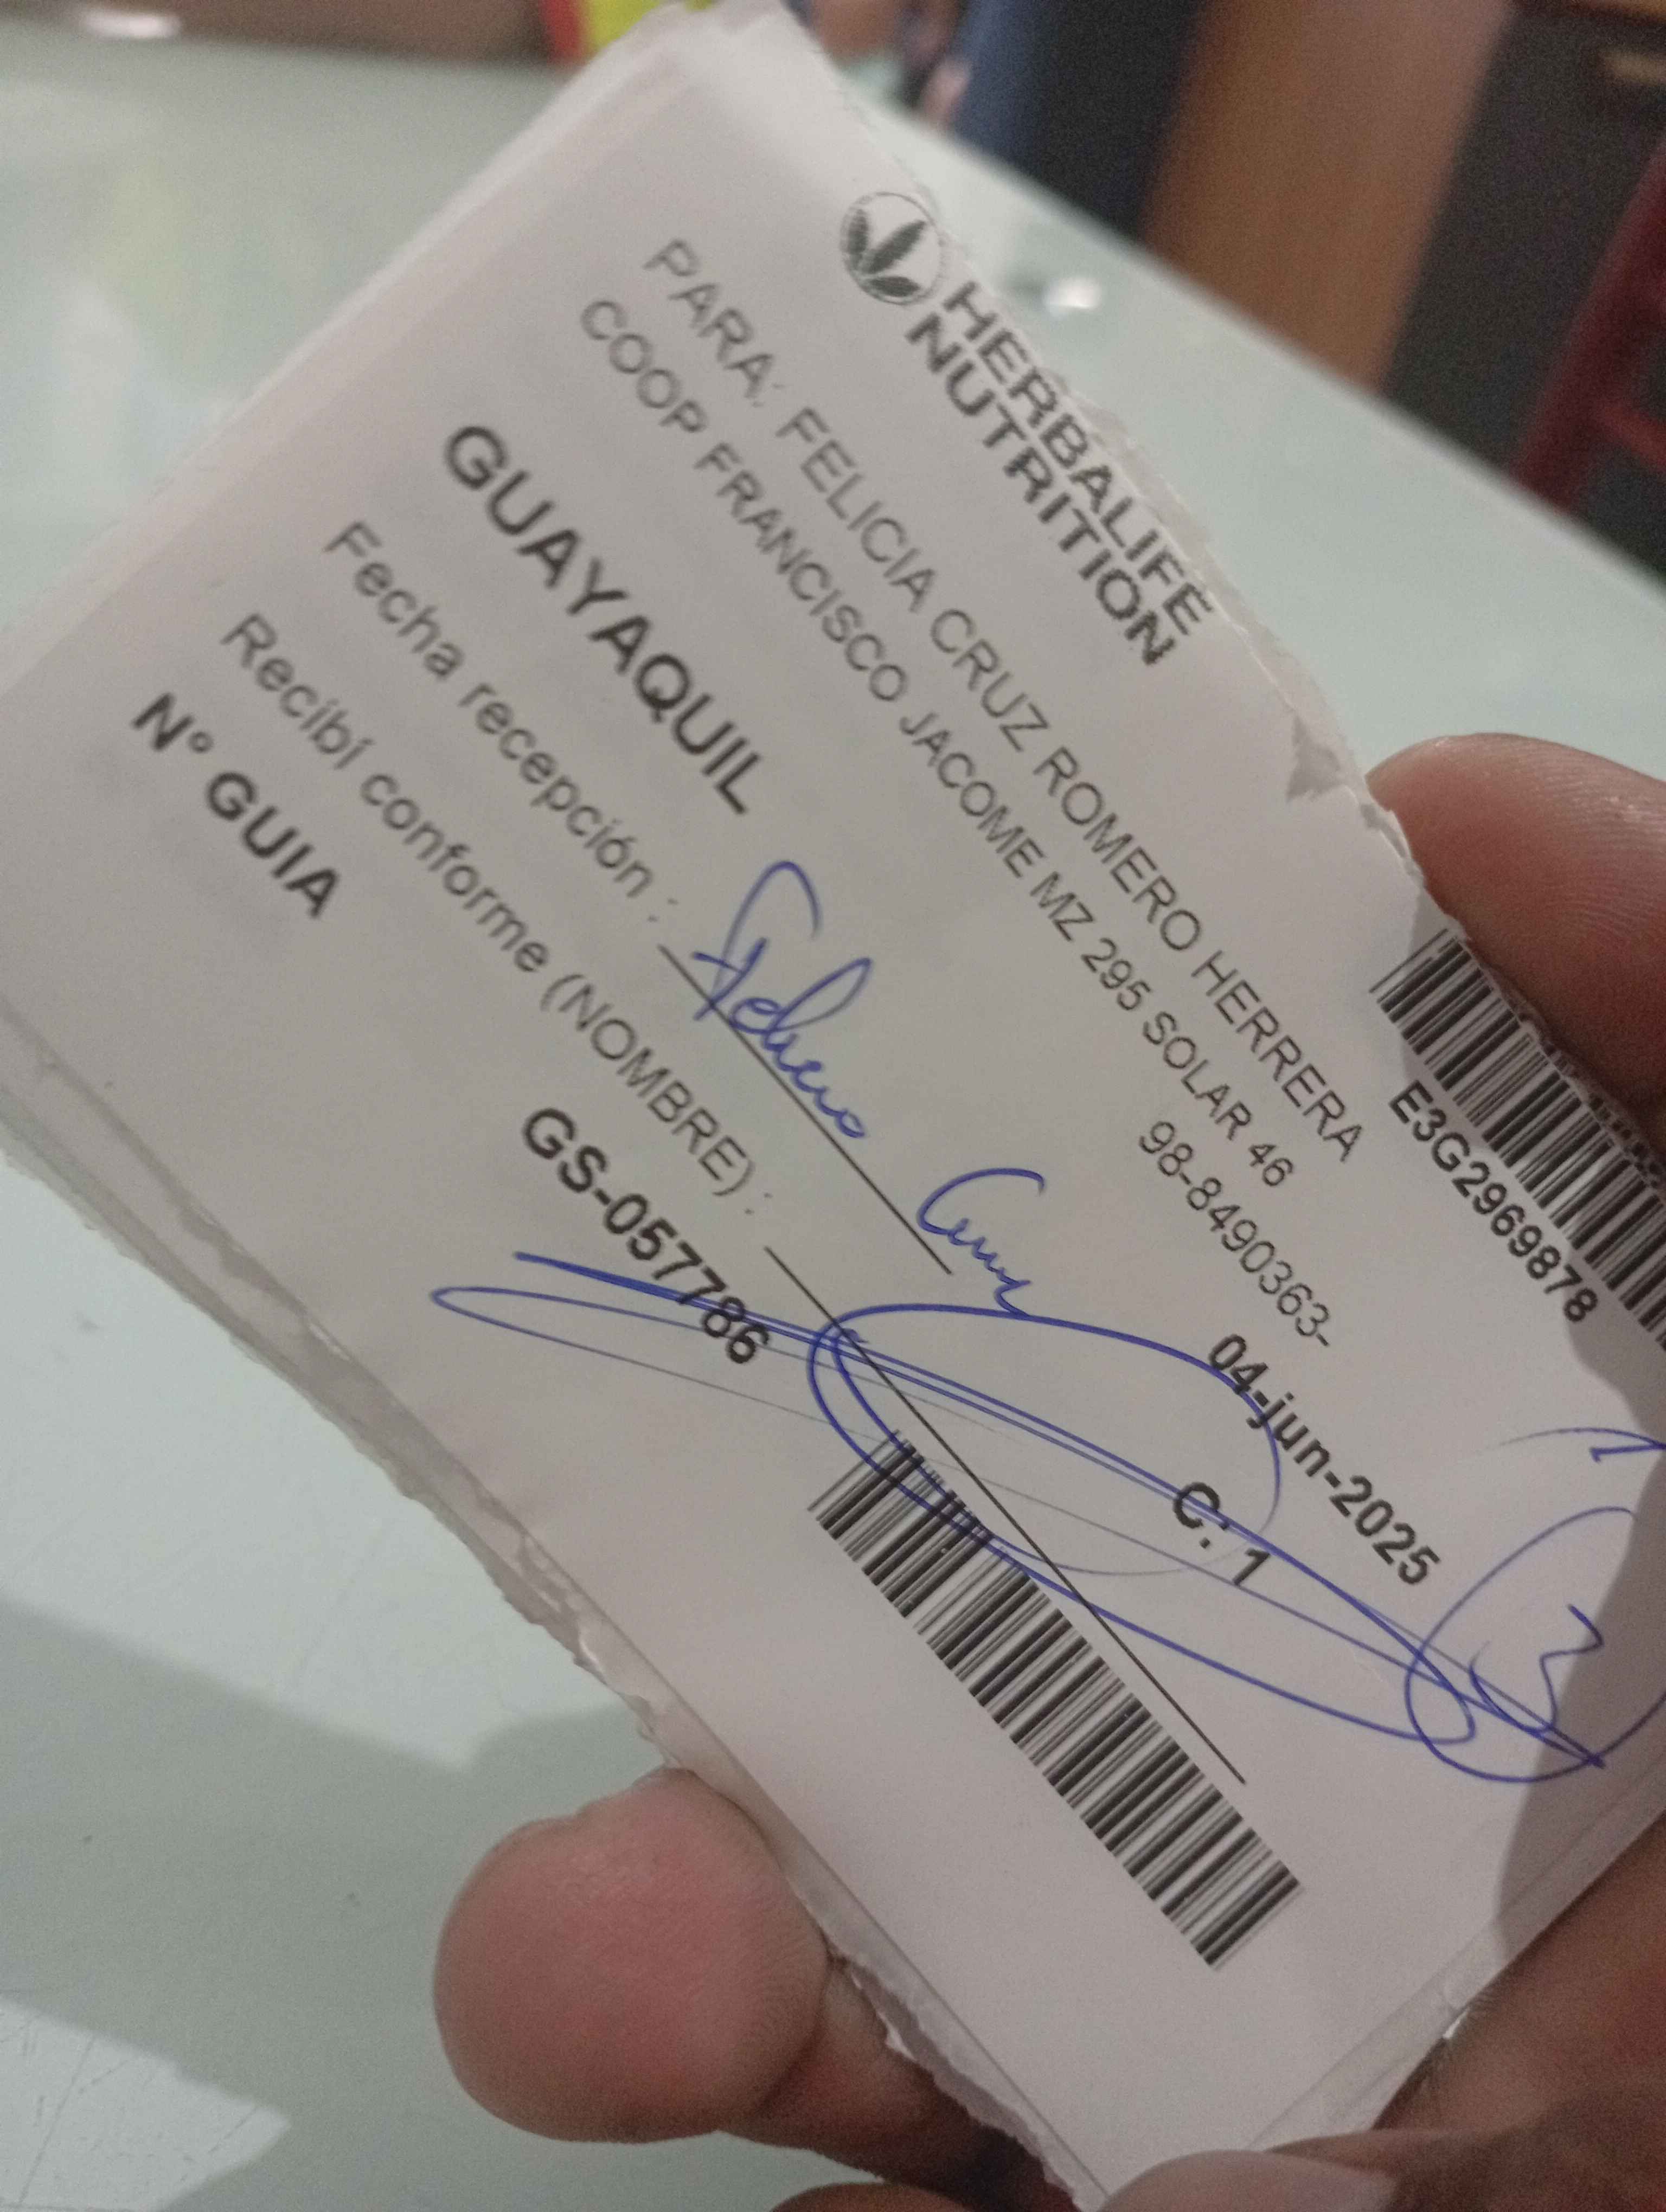 HERBALIFE
NUTRITION
E3G2969878
PARA: FELICIA CRUZ ROMERO HERRERA
COOP FRANCISCO JACOME MZ 295 SOLAR 46
98-8490363-
GUAYAQUIL
04-jun-2025
Fecha recepción :
C: 1
Recibí conforme (NOMBRE) :
N° GUIA
GS-057786